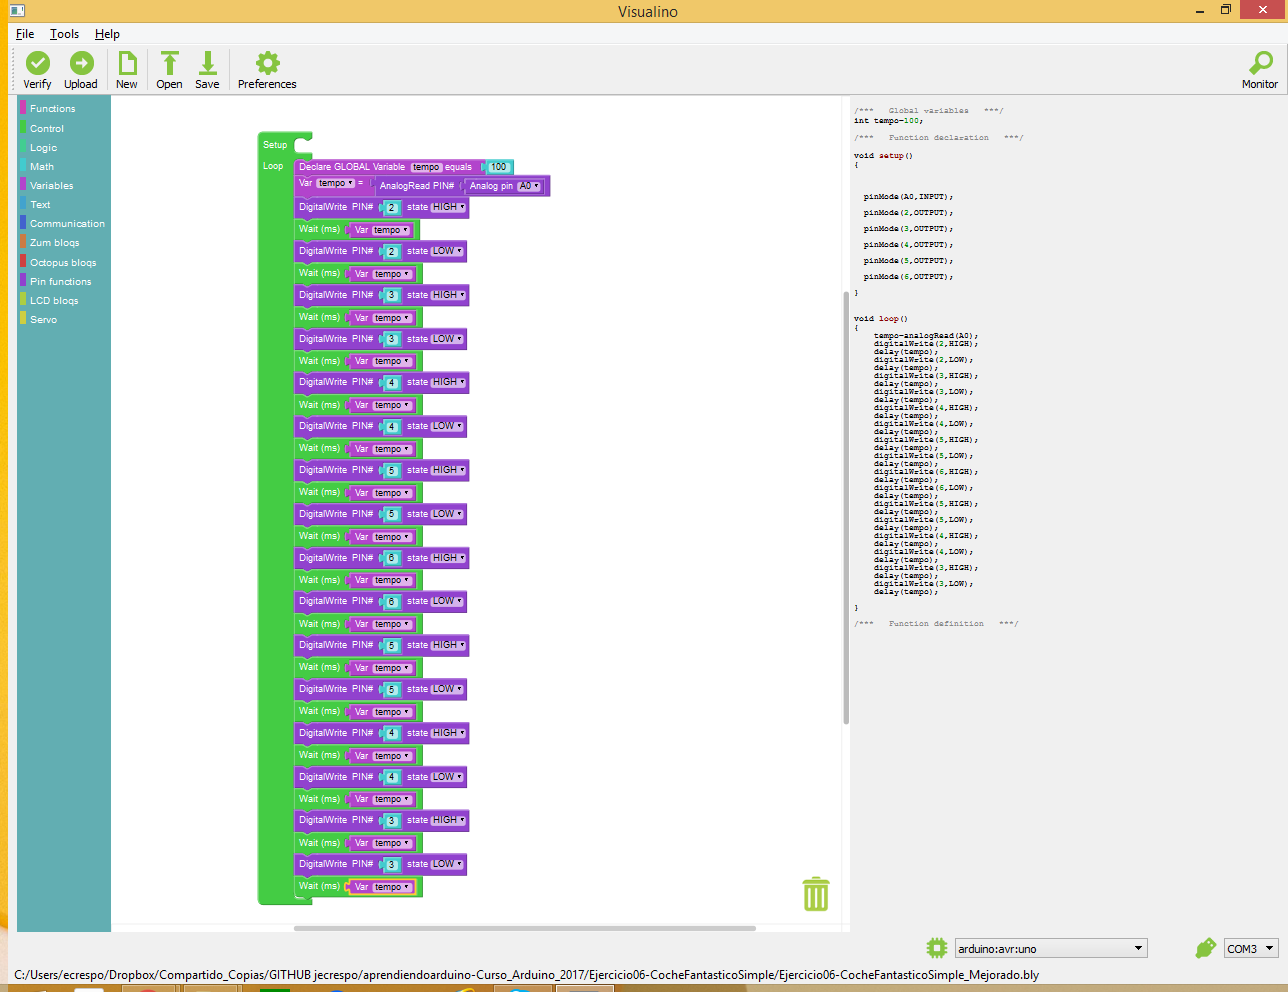 Visualino
File Tools Help
Verify Upload New Open Save Preferences Monitor
Functions
Control
Logic
Math
Variables
Text
Communication
Zum bloqs
Octopus bloqs
Pin functions
LCD bloqs
Servo
Setup
Loop
Declare GLOBAL Variable tempo equals 100
Var tempo = AnalogRead PIN# Analog pin A0
DigitalWrite PIN# 2 state HIGH
Wait (ms) Var tempo
DigitalWrite PIN# 2 state LOW
Wait (ms) Var tempo
DigitalWrite PIN# 3 state HIGH
Wait (ms) Var tempo
DigitalWrite PIN# 3 state LOW
Wait (ms) Var tempo
DigitalWrite PIN# 4 state HIGH
Wait (ms) Var tempo
DigitalWrite PIN# 4 state LOW
Wait (ms) Var tempo
DigitalWrite PIN# 5 state HIGH
Wait (ms) Var tempo
DigitalWrite PIN# 5 state LOW
Wait (ms) Var tempo
DigitalWrite PIN# 6 state HIGH
Wait (ms) Var tempo
DigitalWrite PIN# 6 state LOW
Wait (ms) Var tempo
DigitalWrite PIN# 5 state HIGH
Wait (ms) Var tempo
DigitalWrite PIN# 5 state LOW
Wait (ms) Var tempo
DigitalWrite PIN# 4 state HIGH
Wait (ms) Var tempo
DigitalWrite PIN# 4 state LOW
Wait (ms) Var tempo
DigitalWrite PIN# 3 state HIGH
Wait (ms) Var tempo
DigitalWrite PIN# 3 state LOW
Wait (ms) Var tempo
/*** Global variables ***/
int tempo=100;
/*** Function declaration ***/
void setup()
{
pinMode(A0,INPUT);
pinMode(2,OUTPUT);
pinMode(3,OUTPUT);
pinMode(4,OUTPUT);
pinMode(5,OUTPUT);
pinMode(6,OUTPUT);
}
void loop()
{
tempo=analogRead(A0);
digitalWrite(2,HIGH);
delay(tempo);
digitalWrite(2,LOW);
delay(tempo);
digitalWrite(3,HIGH);
delay(tempo);
digitalWrite(3,LOW);
delay(tempo);
digitalWrite(4,HIGH);
delay(tempo);
digitalWrite(4,LOW);
delay(tempo);
digitalWrite(5,HIGH);
delay(tempo);
digitalWrite(5,LOW);
delay(tempo);
digitalWrite(6,HIGH);
delay(tempo);
digitalWrite(6,LOW);
delay(tempo);
digitalWrite(5,HIGH);
delay(tempo);
digitalWrite(5,LOW);
delay(tempo);
digitalWrite(4,HIGH);
delay(tempo);
digitalWrite(4,LOW);
delay(tempo);
digitalWrite(3,HIGH);
delay(tempo);
digitalWrite(3,LOW);
delay(tempo);
}
/*** Function definition ***/
arduino:avr:uno COM3
C:/Users/ecrespo/Dropbox/Compartido_Copias/GITHUB jecrespo/aprendiendoarduino-Curso_Arduino_2017/Ejercicio06-CocheFantasticoSimple/Ejercicio06-CocheFantasticoSimple_Mejorado.bly